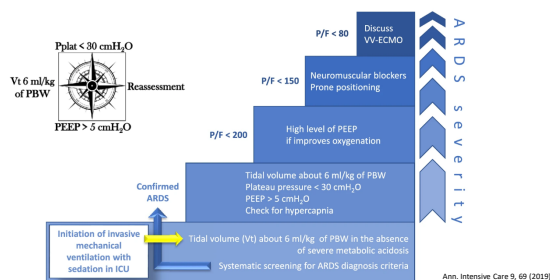 Pplat < 30 cmH₂O
Vt 6 ml/kg
of PBW
Reassessment
PEEP > 5 cmH₂O
P/F < 80
Discuss
VV-ECMO
P/F < 150
Neuromuscular blockers
Prone positioning
P/F < 200
High level of PEEP
if improves oxygenation
Confirmed
ARDS
Tidal volume about 6 ml/kg of PBW
Plateau pressure < 30 cmH₂O
PEEP > 5 cmH₂O
Check for hypercapnia
Initiation of invasive
mechanical
ventilation with
sedation in ICU
Tidal volume (Vt) about 6 ml/kg of PBW in the absence
of severe metabolic acidosis
Systematic screening for ARDS diagnosis criteria
ARDS severity
Ann. Intensive Care 9, 69 (2019)